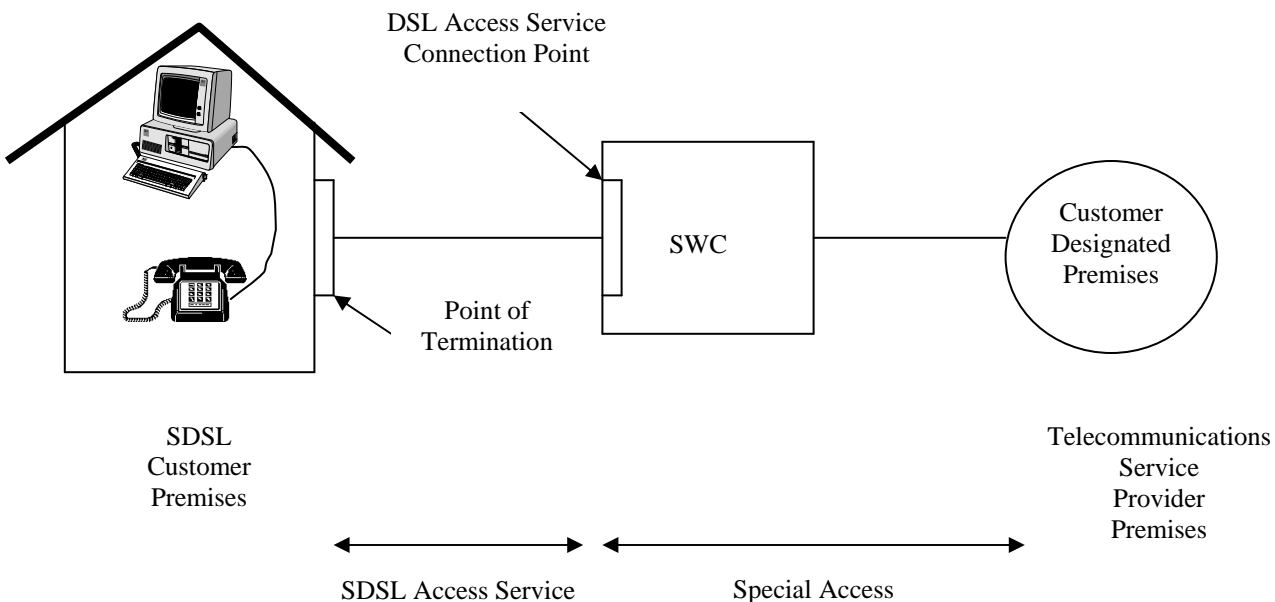 DSL Access Service
Connection Point
SWC
Customer
Designated
Premises
Point of
Termination
SDSL
Customer
Premises
Telecommunications
Service
Provider
Premises
SDSL Access Service
Special Access